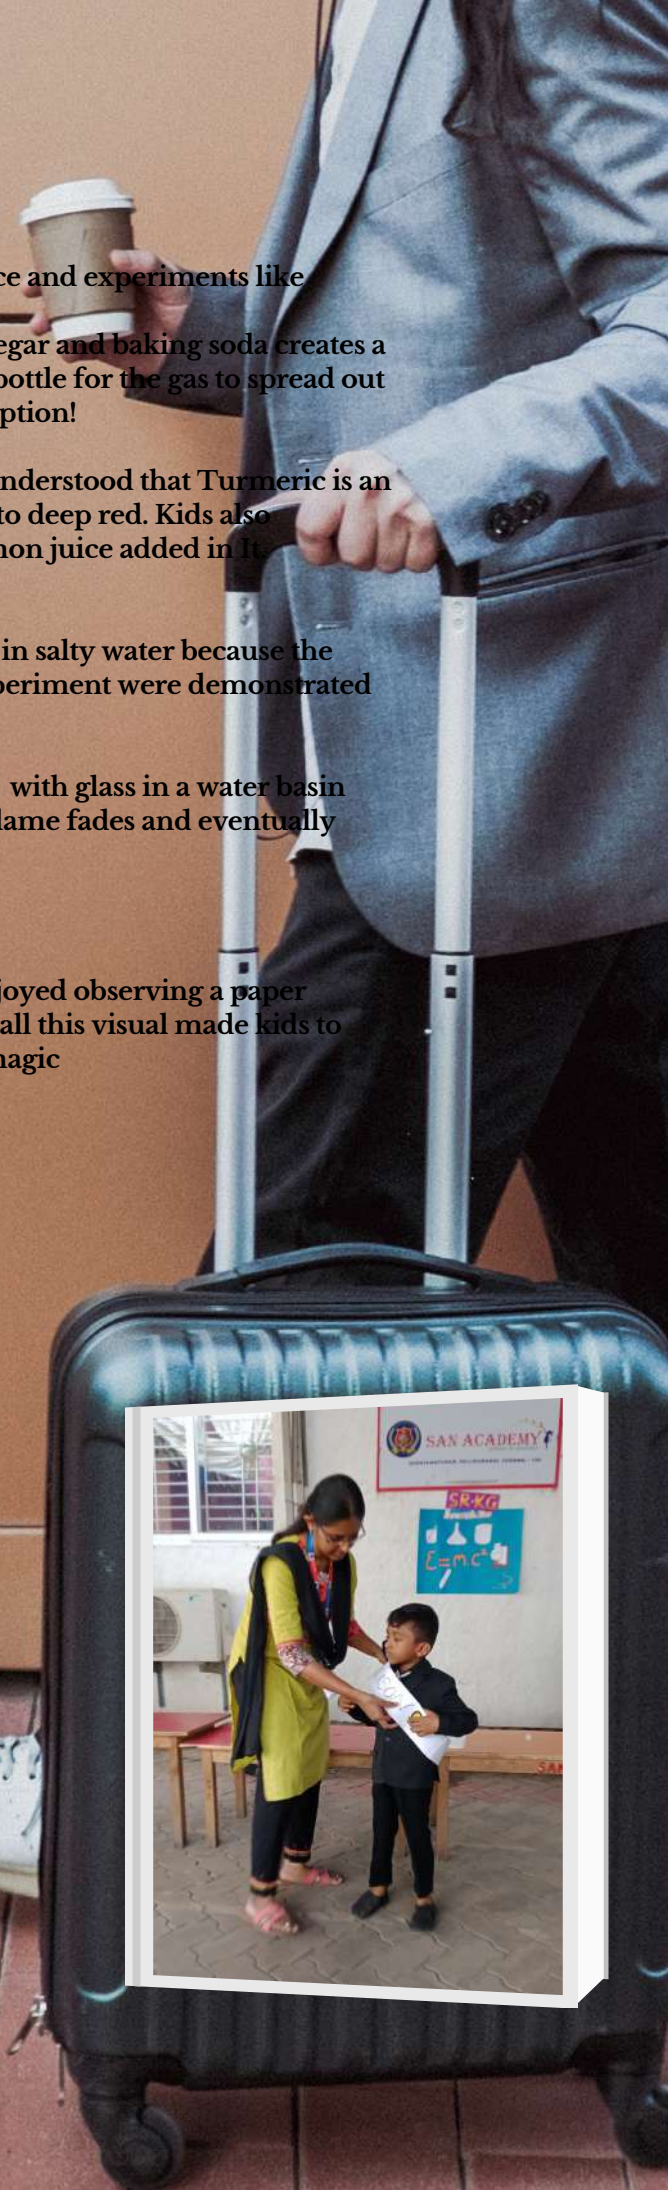 ce and experiments like
egar and baking soda creates a
bottle for the gas to spread out
ption!
nderstood that Turmeric is an
to deep red. Kids also
non juice added in It.
in salty water because the
periment were demonstrated
with glass in a water basin
lame fades and eventually
joyed observing a paper
all this visual made kids to
nagic
SAN ACADEMY
SR-KG
E=mc²